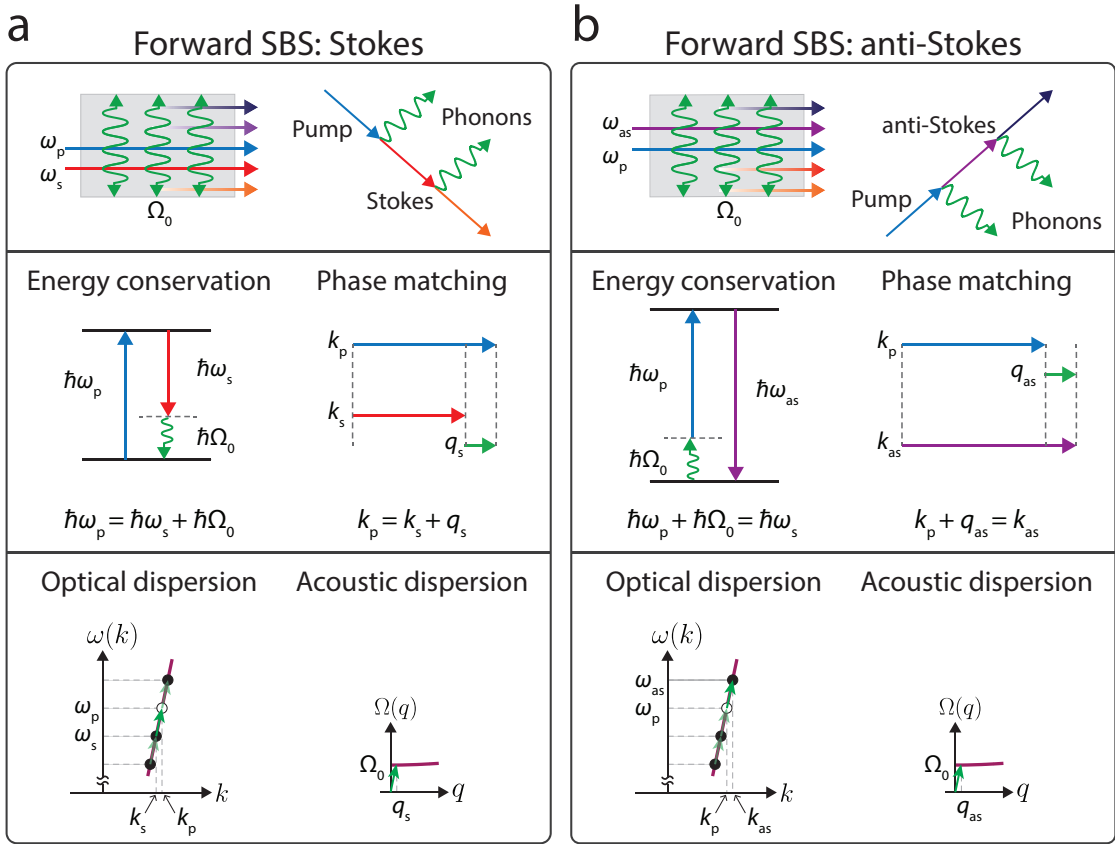 a
Forward SBS: Stokes
ωp
ωs
Ω0
Pump
Phonons
Stokes
Energy conservation
Phase matching
ħωp
ħωs
ħΩ0
kp
ks
qs
ħωp = ħωs + ħΩ0
kp = ks + qs
Optical dispersion
Acoustic dispersion
ω(k)
ωp
ωs
k
ks
kp
Ω(q)
Ω0
q
qs
b
Forward SBS: anti-Stokes
ωas
ωp
Ω0
anti-Stokes
Pump
Phonons
Energy conservation
Phase matching
ħωp
ħωas
ħΩ0
kp
qas
kas
ħωp + ħΩ0 = ħωs
kp + qas = kas
Optical dispersion
Acoustic dispersion
ω(k)
ωas
ωp
k
kp
kas
Ω(q)
Ω0
q
qas